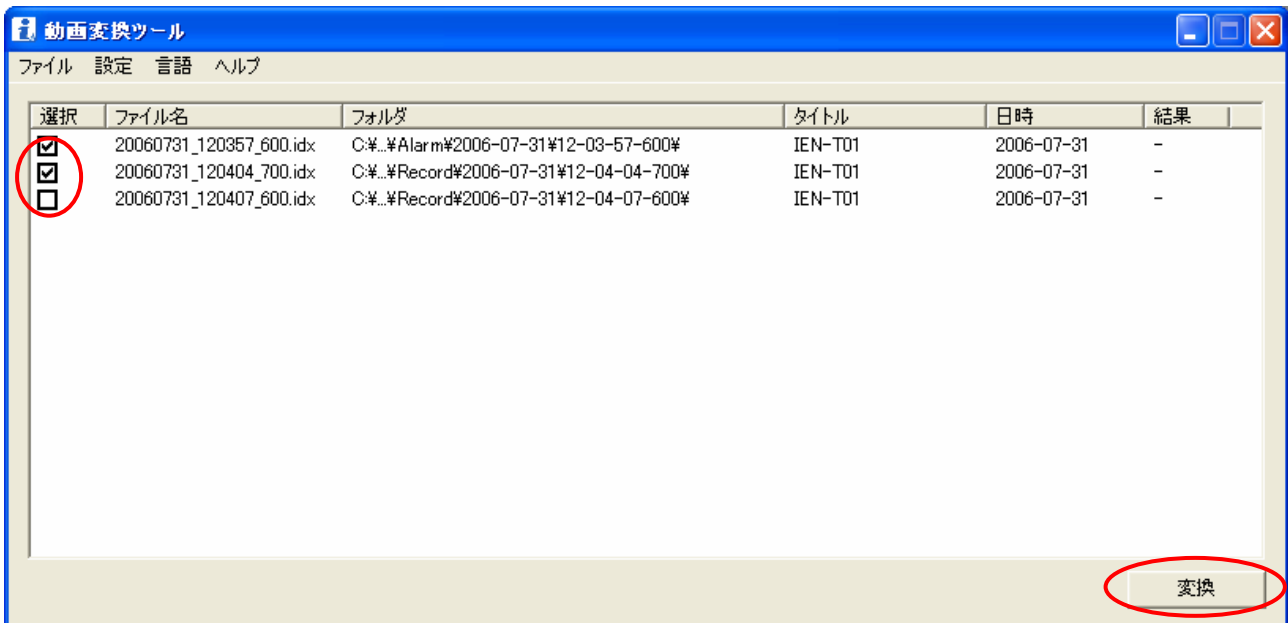 動画変換ツール
ファイル 設定 言語 ヘルプ
選択 ファイル名 フォルダ タイトル 日時 結果
20060731_120357_600.idx C:¥...¥Alarm¥2006-07-31¥12-03-57-600¥ IEN-T01 2006-07-31 -
20060731_120404_700.idx C:¥...¥Record¥2006-07-31¥12-04-04-700¥ IEN-T01 2006-07-31 -
20060731_120407_600.idx C:¥...¥Record¥2006-07-31¥12-04-07-600¥ IEN-T01 2006-07-31 -
変換